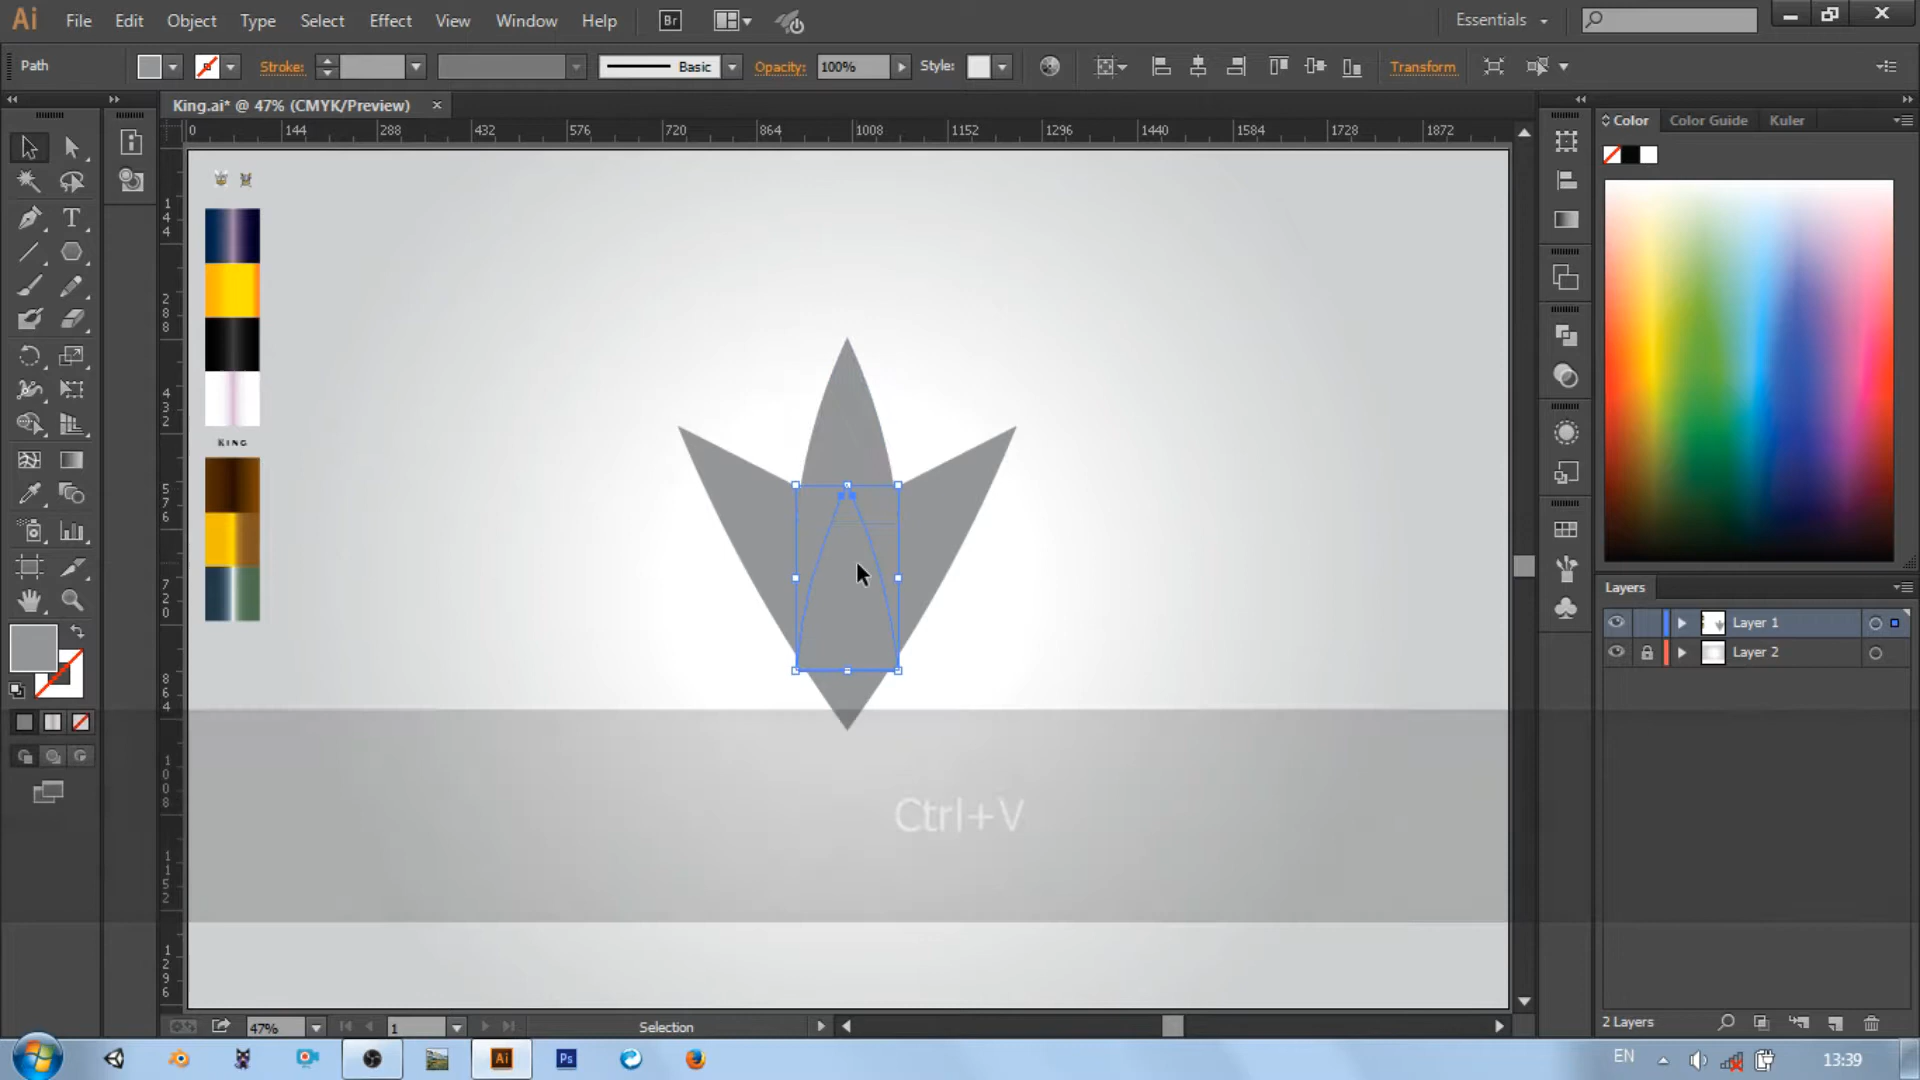 Ai File Edit Object Type Select Effect View Window Help Br Essentials
Path Stroke: Basic Opacity: 100% Style: Transform
King.ai* @ 47% (CMYK/Preview)
0 144 288 432 576 720 864 1008 1152 1296 1440 1584 1728 1872
144
288
432
576
720
864
1008
1152
1296
KING
Ctrl+V
Color Color Guide Kuler
Layers
Layer 1
Layer 2
2 Layers
47% 1 Selection
Ai Ps EN 13:39